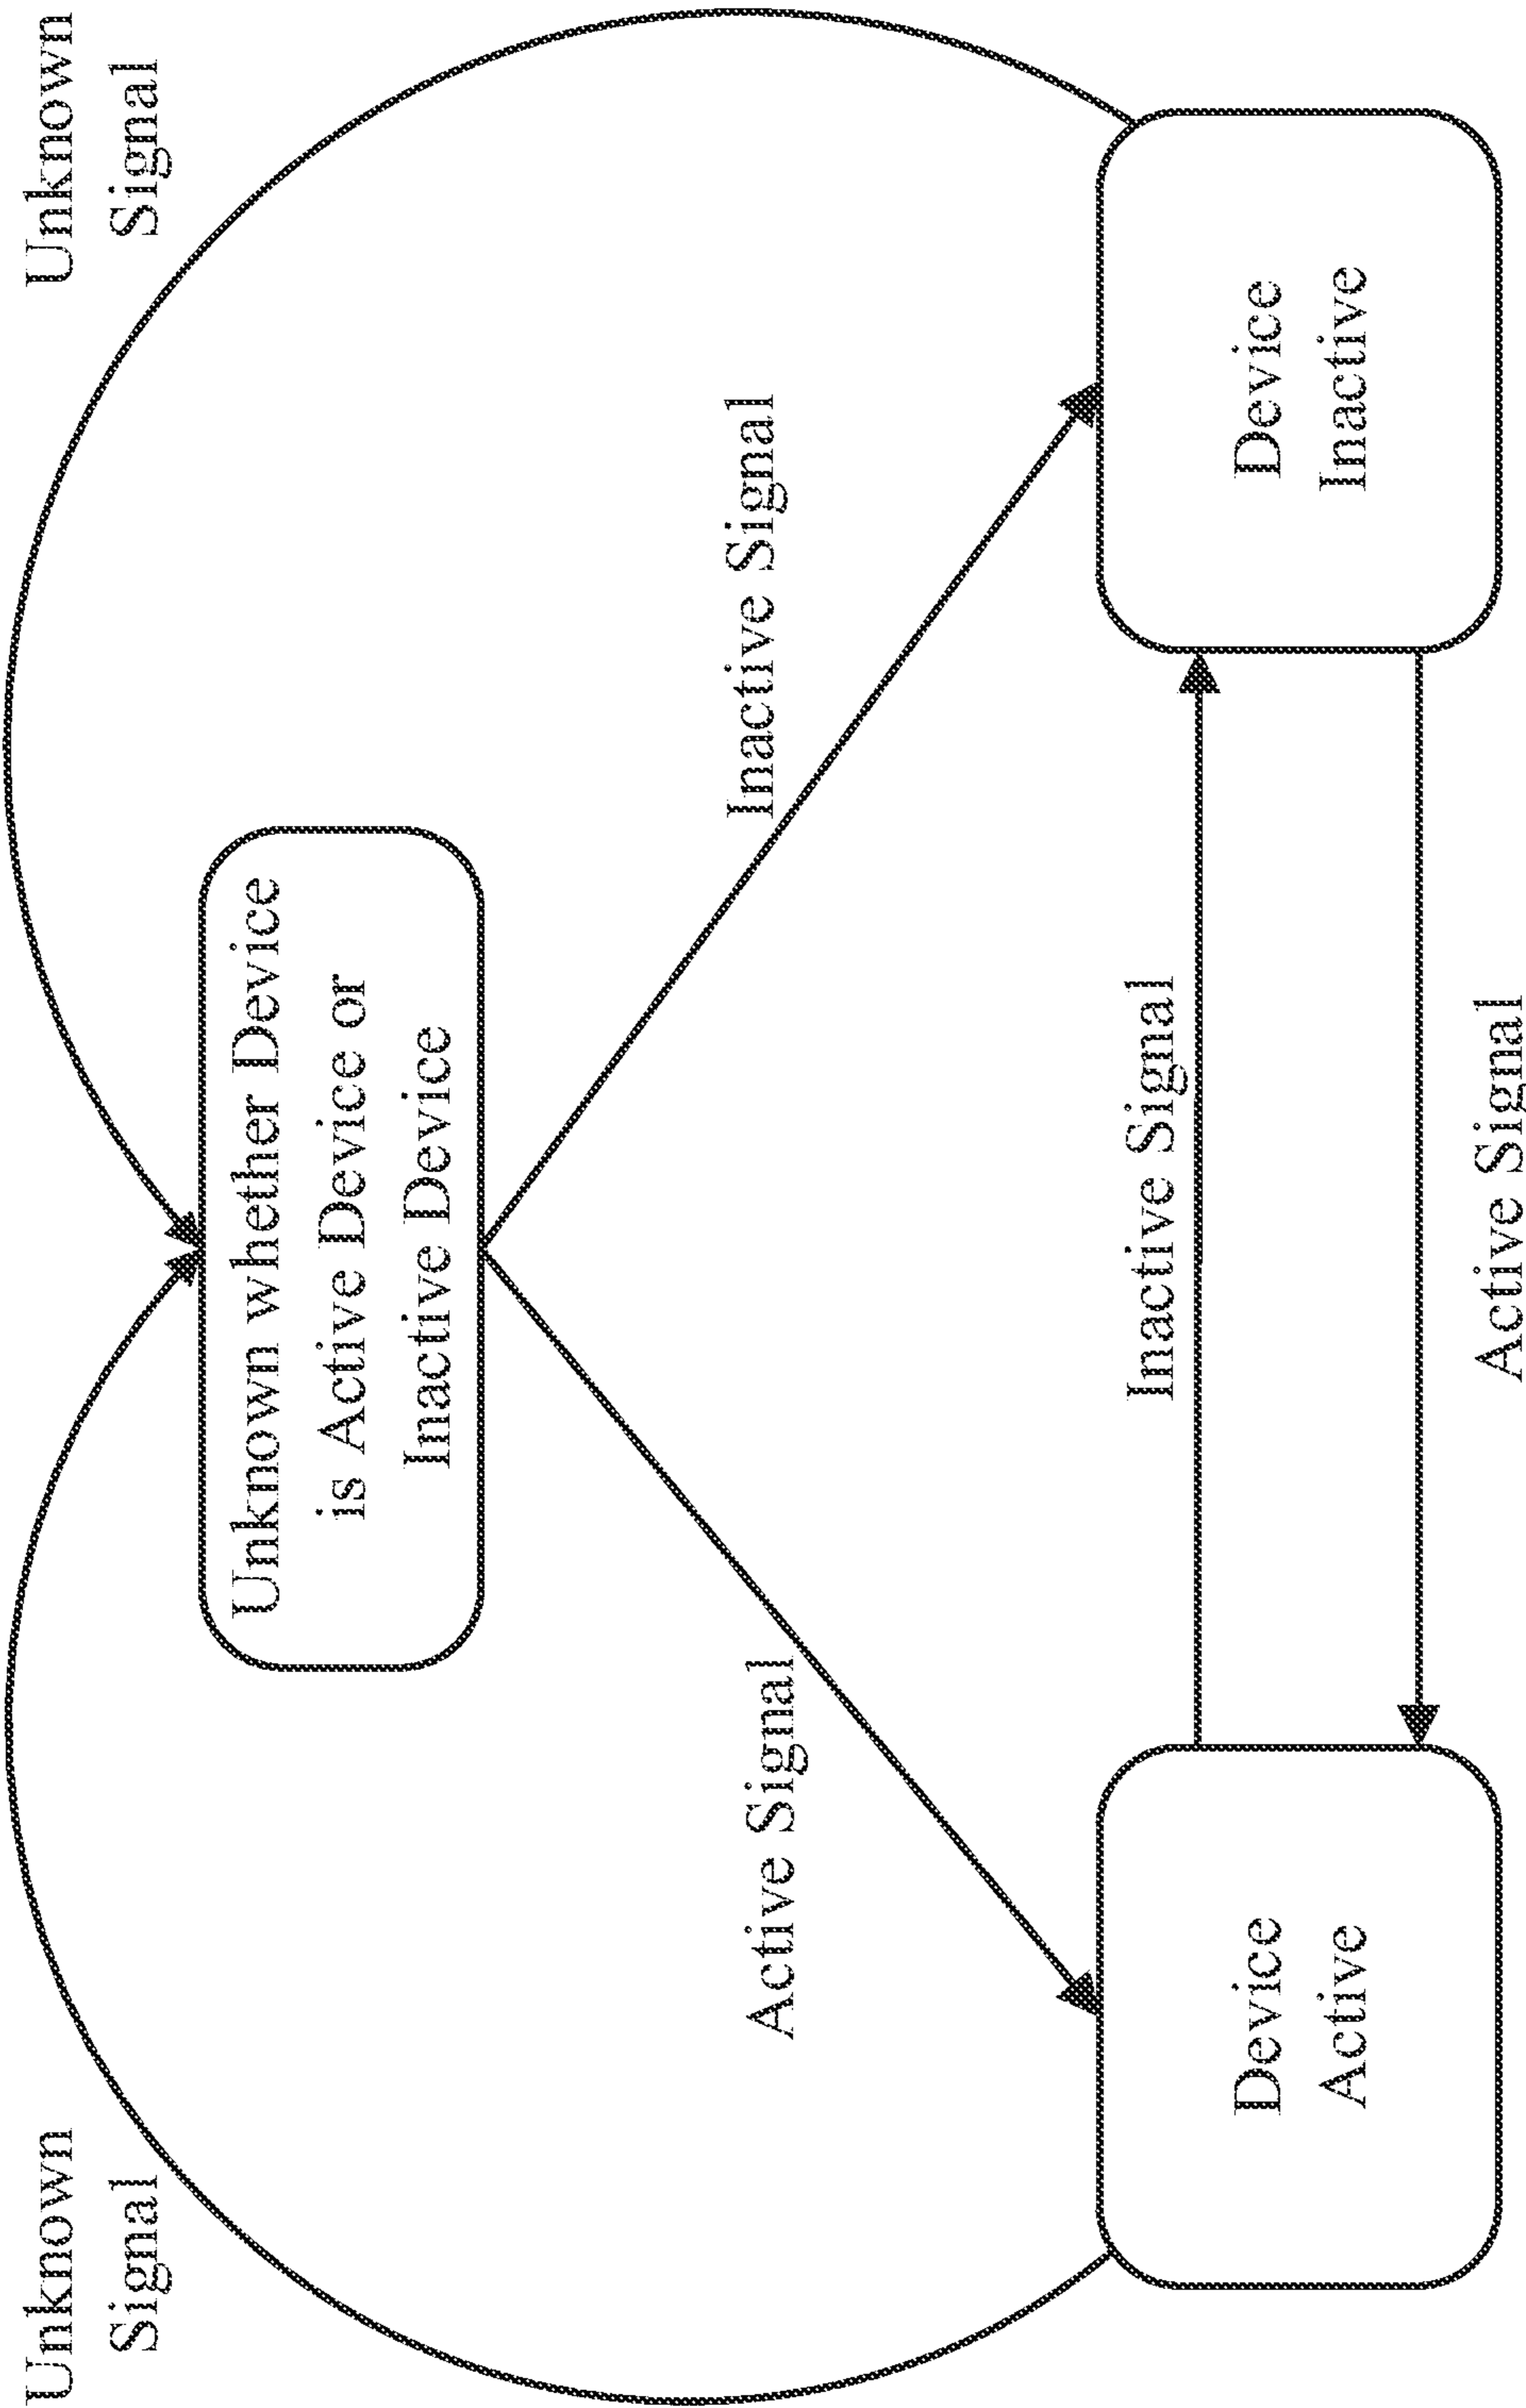 Unknown
Signal
Unknown
Signal
Unknown whether Device
is Active Device or
Inactive Device
Active Signal
Inactive Signal
Inactive Signal
Device
Active
Device
Inactive
Active Signal